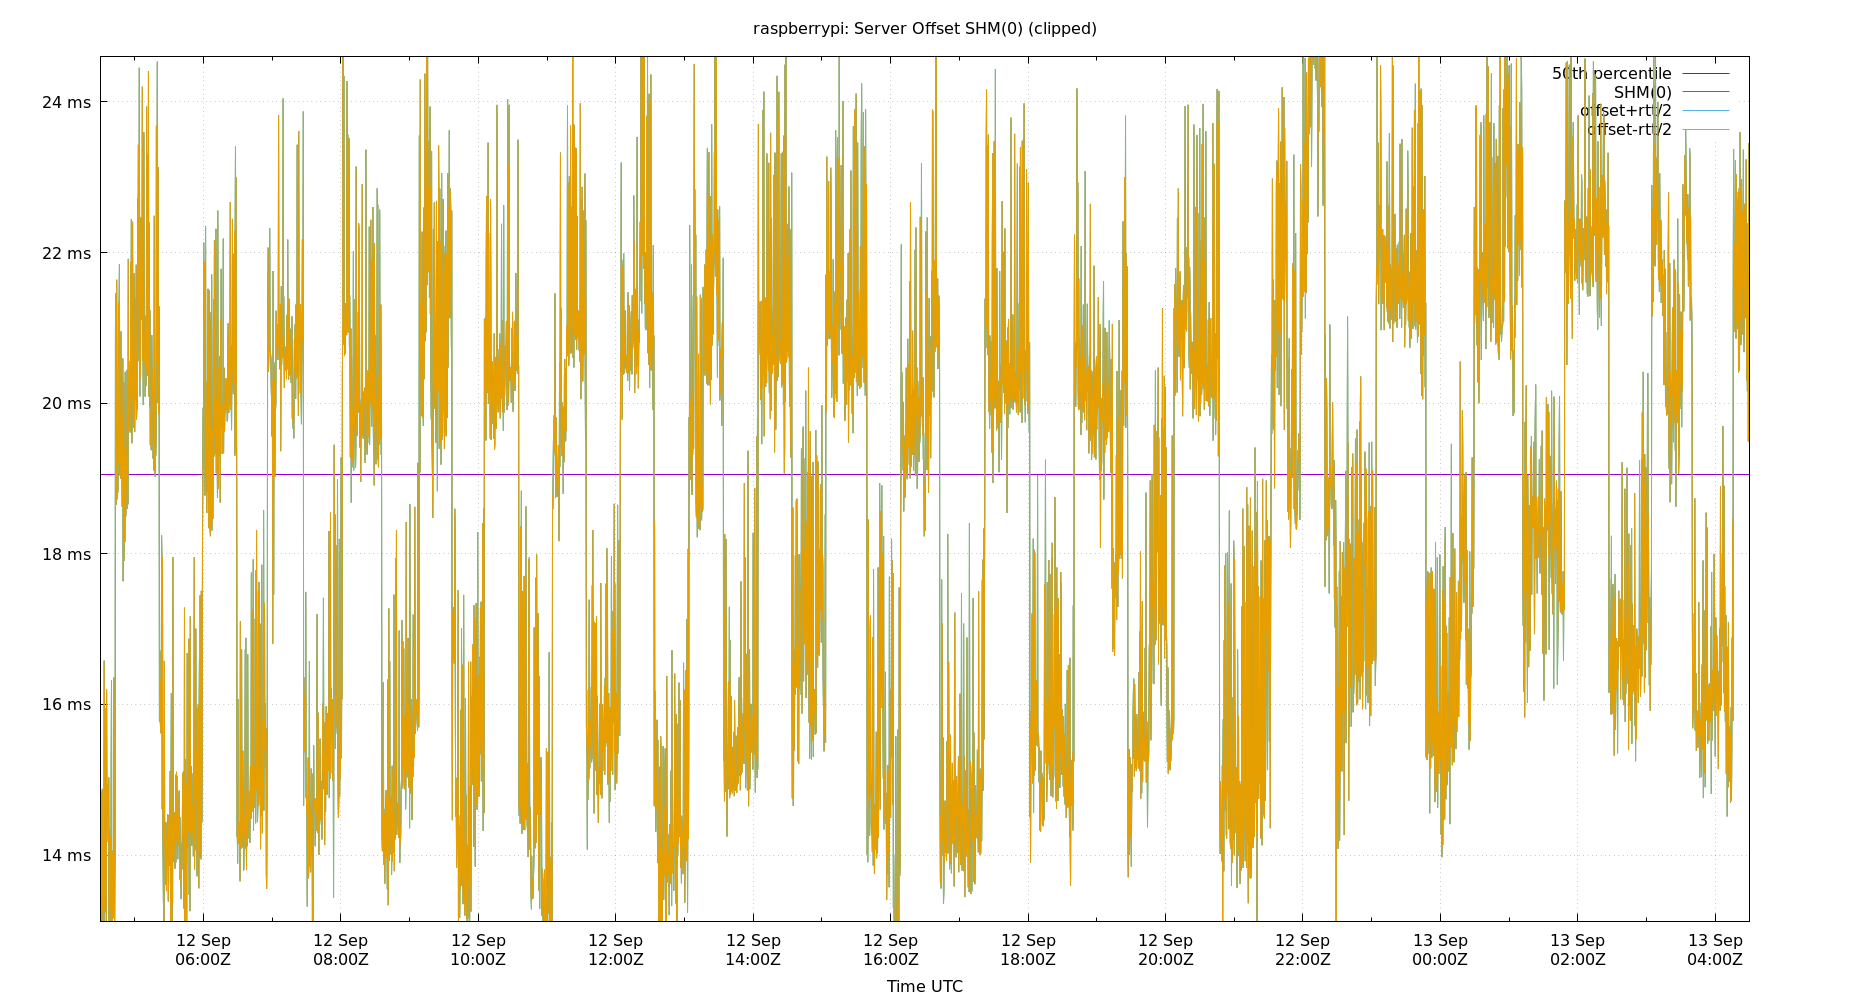 raspberrypi: Server Offset SHM(0) (clipped)
50th percentile
SHM(0)
offset+rtt/2
offset-rtt/2
24 ms
22 ms
20 ms
18 ms
16 ms
14 ms
12 Sep 12 Sep 12 Sep 12 Sep 12 Sep 12 Sep 12 Sep 12 Sep 12 Sep 13 Sep 13 Sep 13 Sep
06:00Z 08:00Z 10:00Z 12:00Z 14:00Z 16:00Z 18:00Z 20:00Z 22:00Z 00:00Z 02:00Z 04:00Z
Time UTC